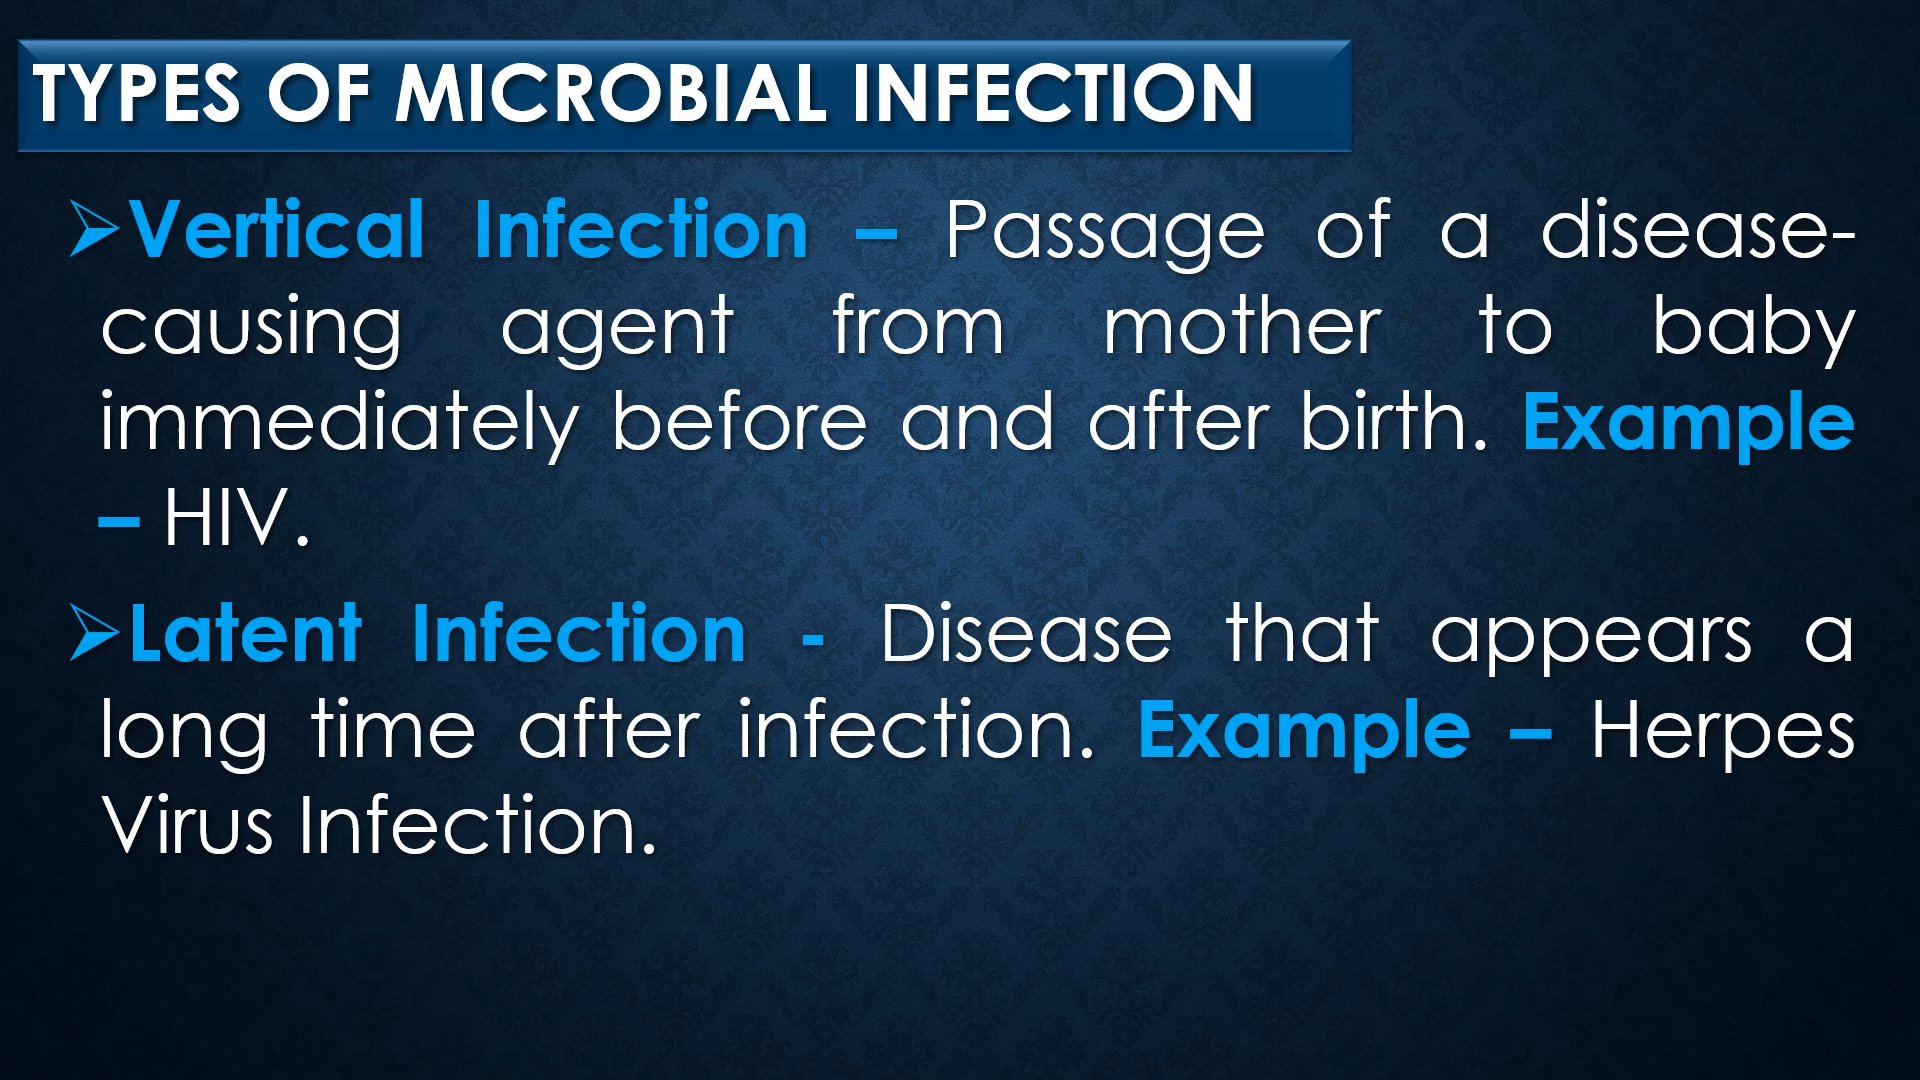 TYPES OF MICROBIAL INFECTION
➢Vertical Infection – Passage of a disease-
causing agent from mother to baby
immediately before and after birth. Example
– HIV.
➢Latent Infection - Disease that appears a
long time after infection. Example – Herpes
Virus Infection.